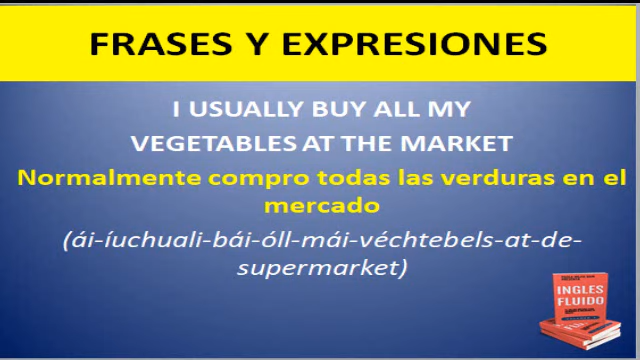 FRASES Y EXPRESIONES
I USUALLY BUY ALL MY
VEGETABLES AT THE MARKET
Normalmente compro todas las verduras en el
mercado
(ái-íuchuali-bái-óll-mái-véchtebels-at-de-
supermarket)
INGLES
FLUIDO